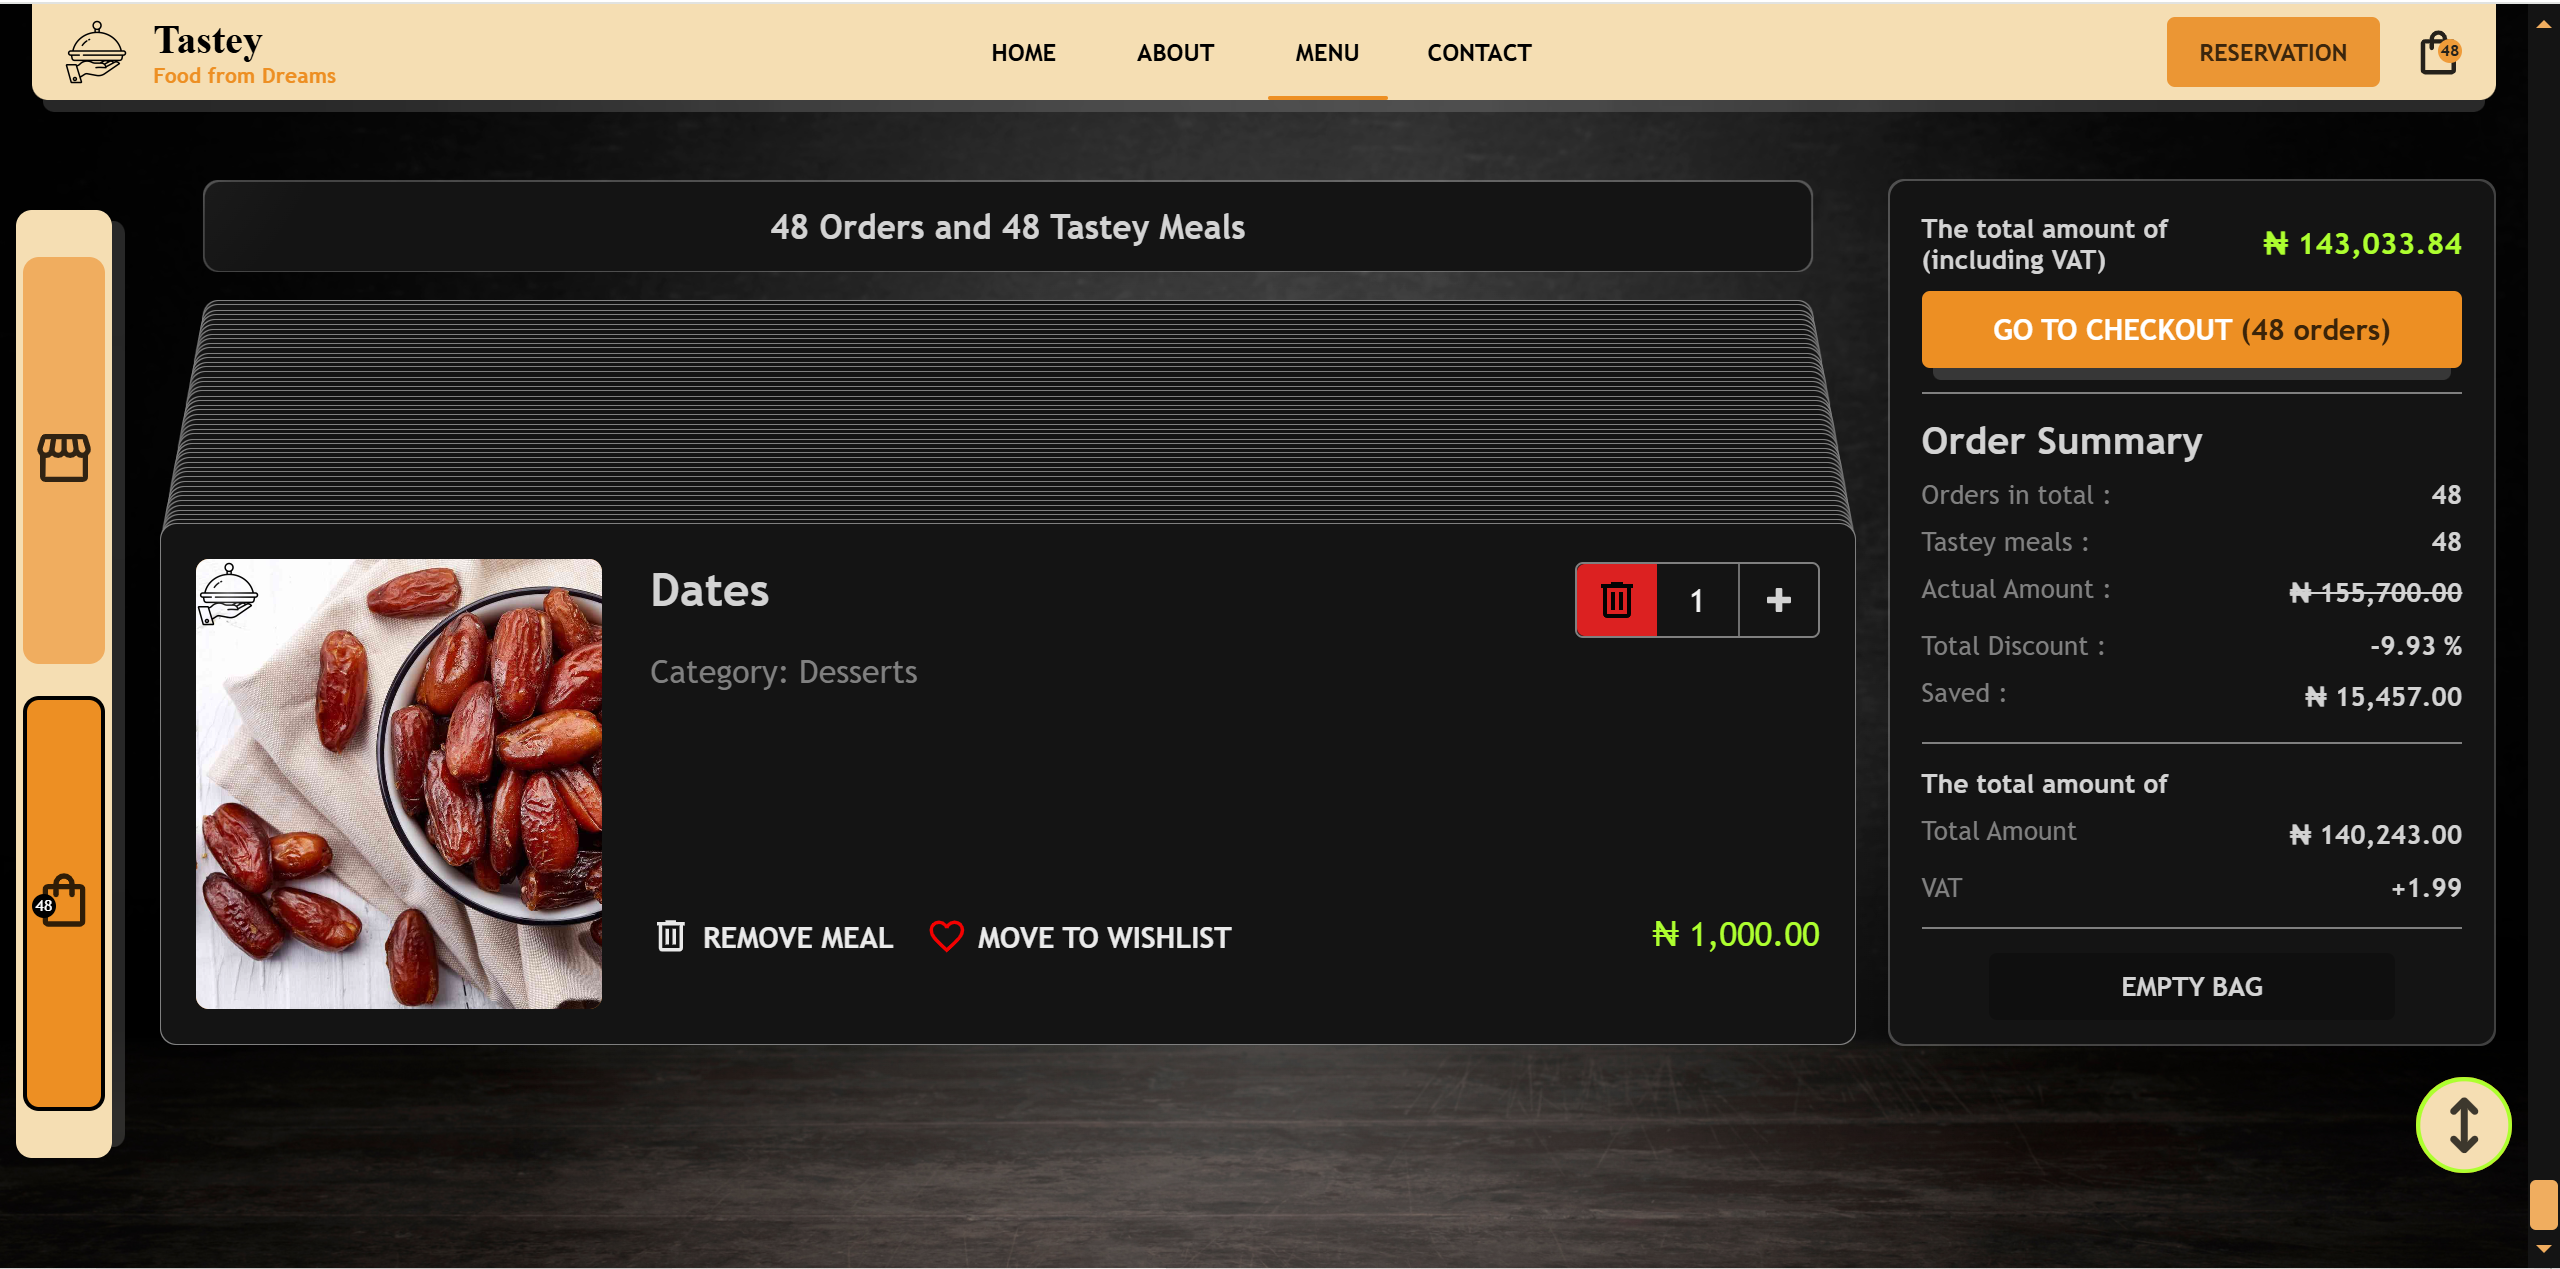 Tastey
Food from Dreams
HOME
ABOUT
MENU
CONTACT
RESERVATION
48
48 Orders and 48 Tastey Meals
48
Dates
Category: Desserts
1
REMOVE MEAL
MOVE TO WISHLIST
₦ 1,000.00
The total amount of
(including VAT)
₦ 143,033.84
GO TO CHECKOUT (48 orders)
Order Summary
Orders in total : 48
Tastey meals : 48
Actual Amount : ₦ 155,700.00
Total Discount : -9.93 %
Saved : ₦ 15,457.00
The total amount of
Total Amount ₦ 140,243.00
VAT +1.99
EMPTY BAG